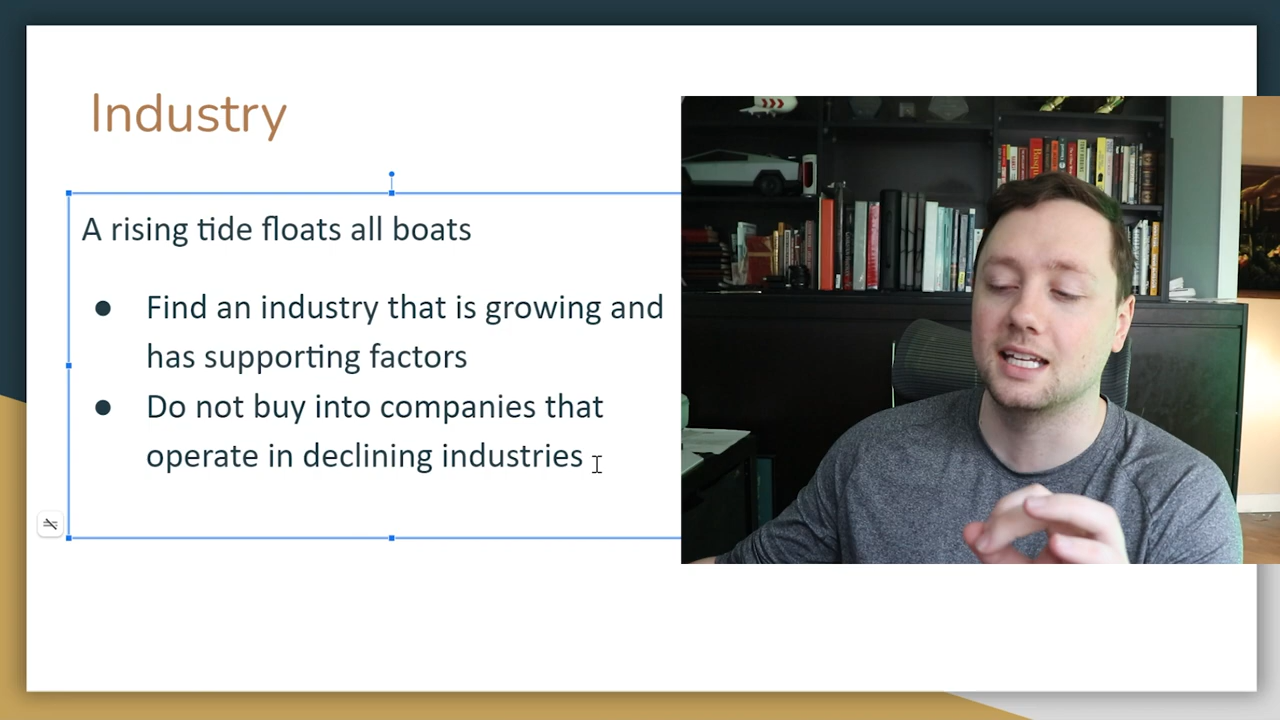 Industry
A rising tide floats all boats
● Find an industry that is growing and
has supporting factors
● Do not buy into companies that
operate in declining industries